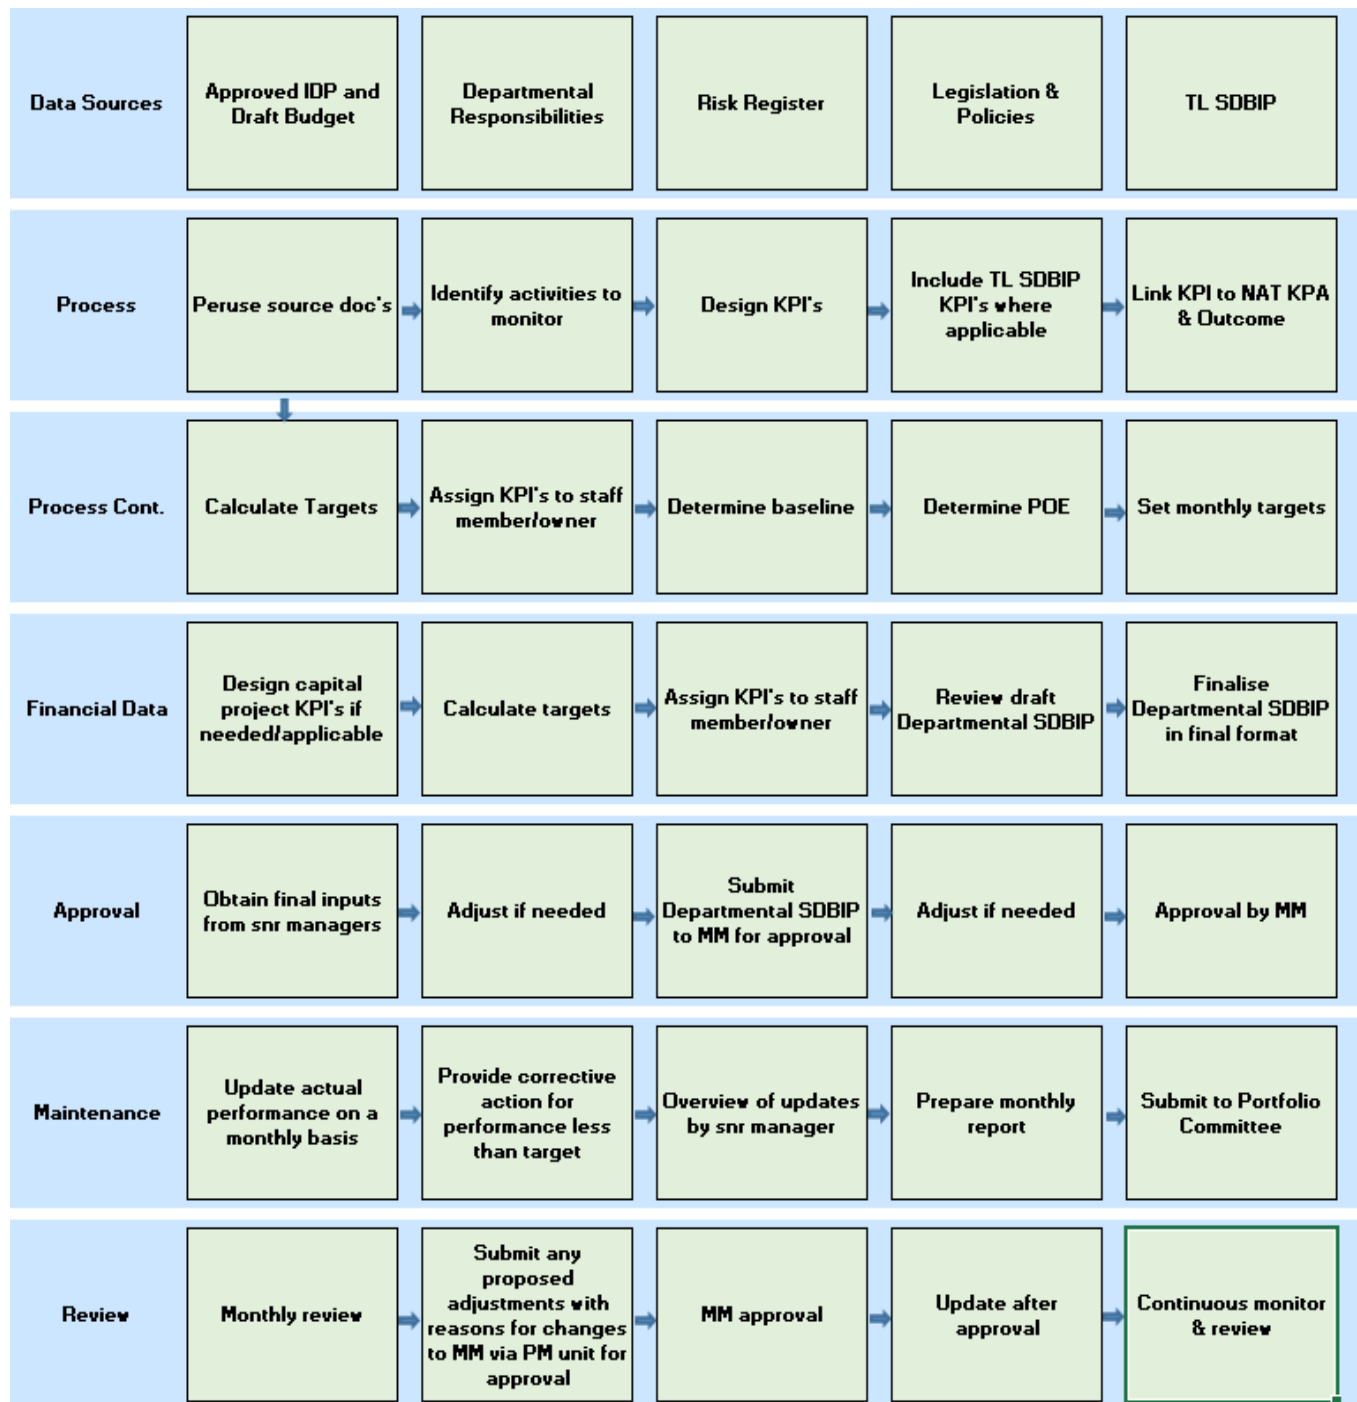 Data Sources
Approved IDP and
Draft Budget
Departmental
Responsibilities
Risk Register
Legislation &
Policies
TL SDBIP
Process
Peruse source doc's
Identify activities to
monitor
Design KPI's
Include TL SDBIP
KPI's where
applicable
Link KPI to NAT KPA
& Outcome
Process Cont.
Calculate Targets
Assign KPI's to staff
member/owner
Determine baseline
Determine POE
Set monthly targets
Financial Data
Design capital
project KPI's if
needed/applicable
Calculate targets
Assign KPI's to staff
member/owner
Review draft
Departmental SDBIP
Finalise
Departmental SDBIP
in final format
Approval
Obtain final inputs
from snr managers
Adjust if needed
Submit
Departmental SDBIP
to MM for approval
Adjust if needed
Approval by MM
Maintenance
Update actual
performance on a
monthly basis
Provide corrective
action for
performance less
than target
Overview of updates
by snr manager
Prepare monthly
report
Submit to Portfolio
Committee
Review
Monthly review
Submit any
proposed
adjustments with
reasons for changes
to MM via PM unit for
approval
MM approval
Update after
approval
Continuous monitor
& review